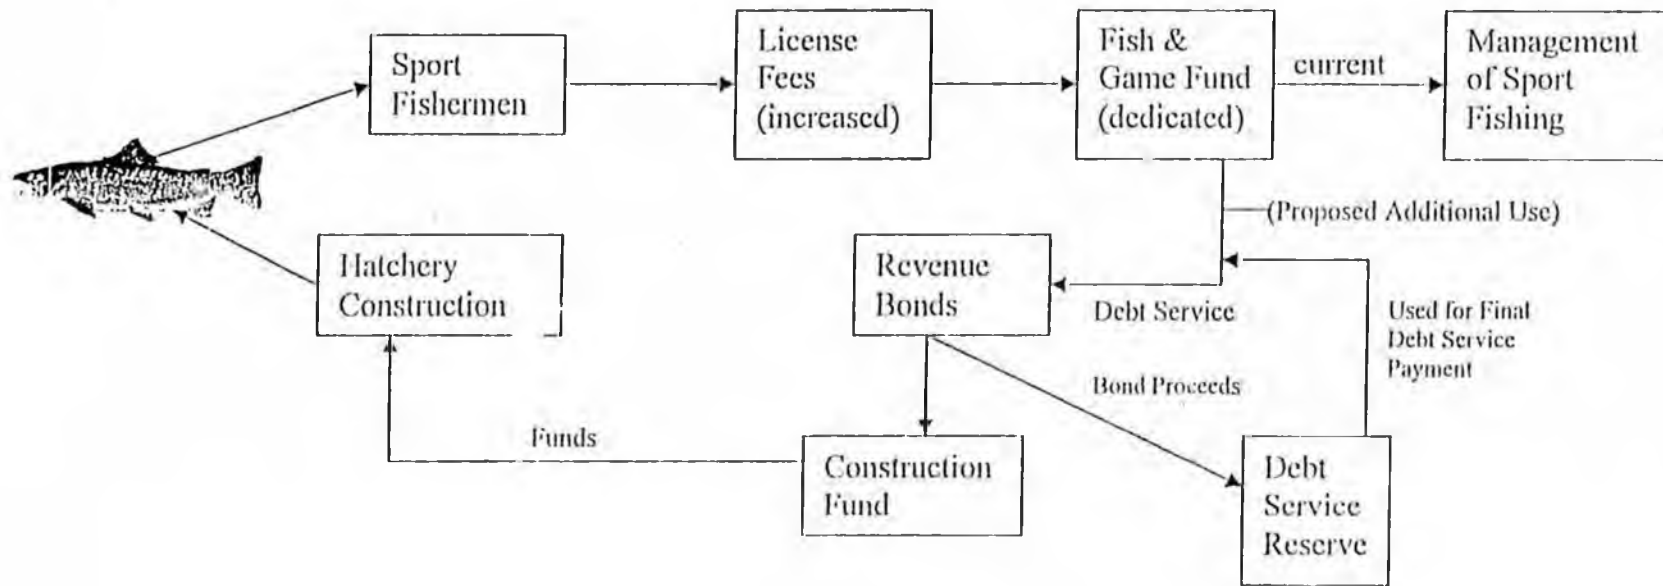 Sport
Fishermen
License
Fees
(increased)
Fish &
Game Fund
(dedicated)
current
Management
of Sport
Fishing
(Proposed Additional Use)
Hatchery
Construction
Revenue
Bonds
Debt Service
Used for Final
Debt Service
Payment
Bond Proceeds
Funds
Construction
Fund
Debt
Service
Reserve